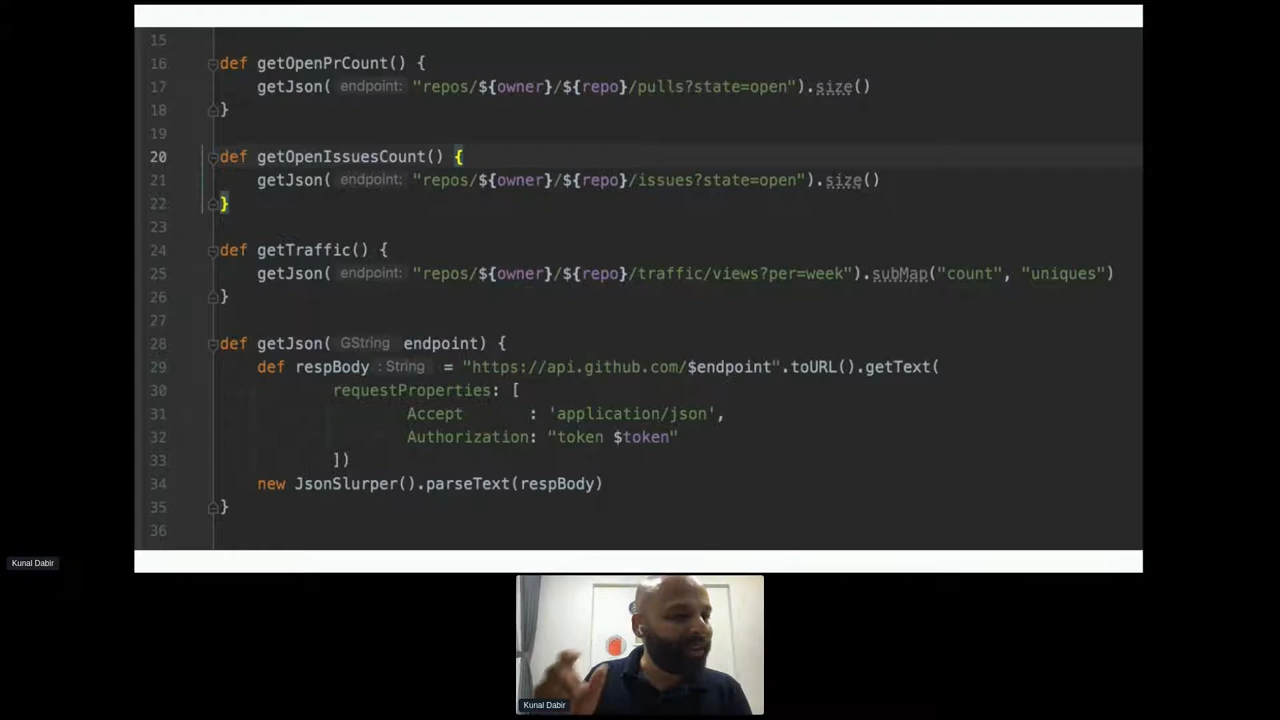 15
16 def getOpenPrCount() {
17 getJson( endpoint: "repos/${owner}/${repo}/pulls?state=open").size()
18 }
19
20 def getOpenIssuesCount() {
21 getJson( endpoint: "repos/${owner}/${repo}/issues?state=open").size()
22 }
23
24 def getTraffic() {
25 getJson( endpoint: "repos/${owner}/${repo}/traffic/views?per=week").subMap("count", "uniques")
26 }
27
28 def getJson( GString endpoint) {
29 def respBody : String = "https://api.github.com/$endpoint".toURL().getText(
30 requestProperties: [
31 Accept : 'application/json',
32 Authorization: "token $token"
33 ])
34 new JsonSlurper().parseText(respBody)
35 }
36
Kunal Dabir
Kunal Dabir